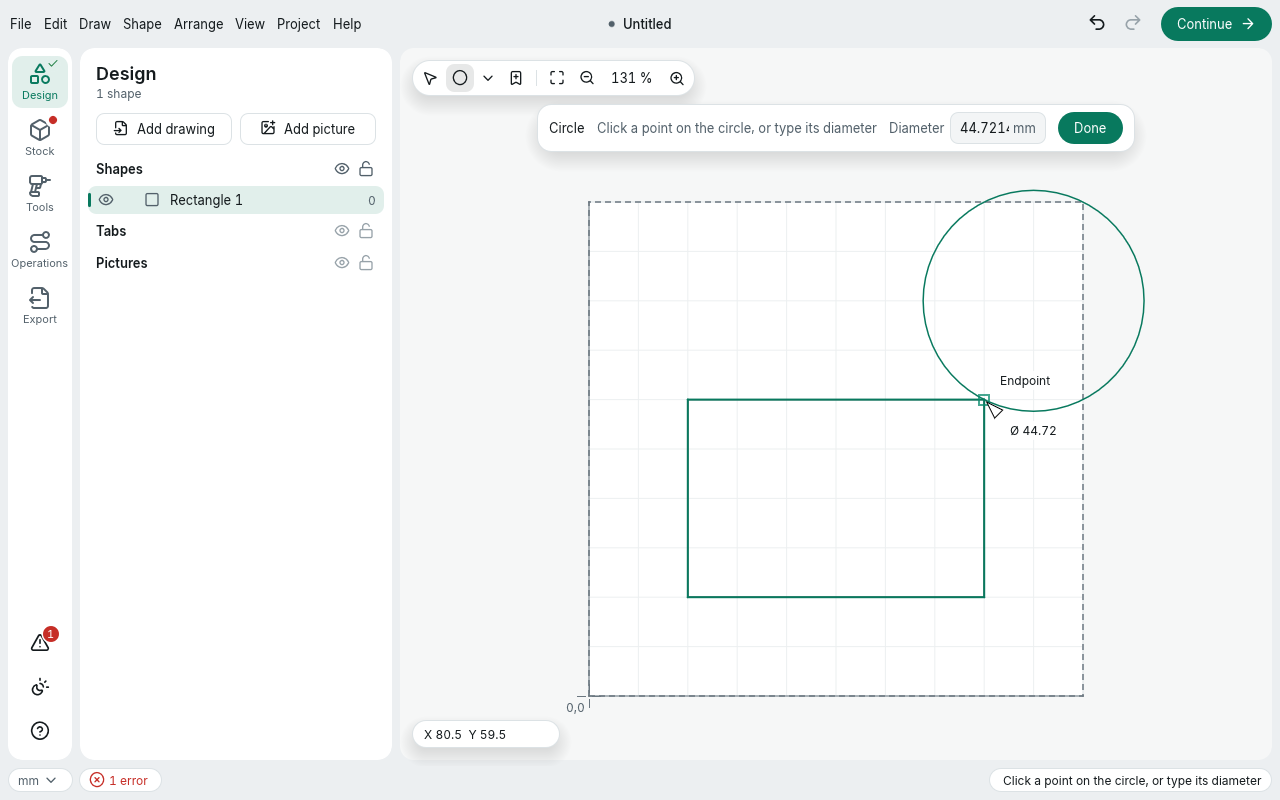 File Edit Draw Shape Arrange View Project Help
Untitled
Continue
Design
Stock
Tools
Operations
Export
1
Design
1 shape
Add drawing
Add picture
Shapes
Rectangle 1
0
Tabs
Pictures
131 %
Circle Click a point on the circle, or type its diameter Diameter 44.721 mm Done
Endpoint
Ø 44.72
0,0
X 80.5 Y 59.5
mm
1 error
Click a point on the circle, or type its diameter